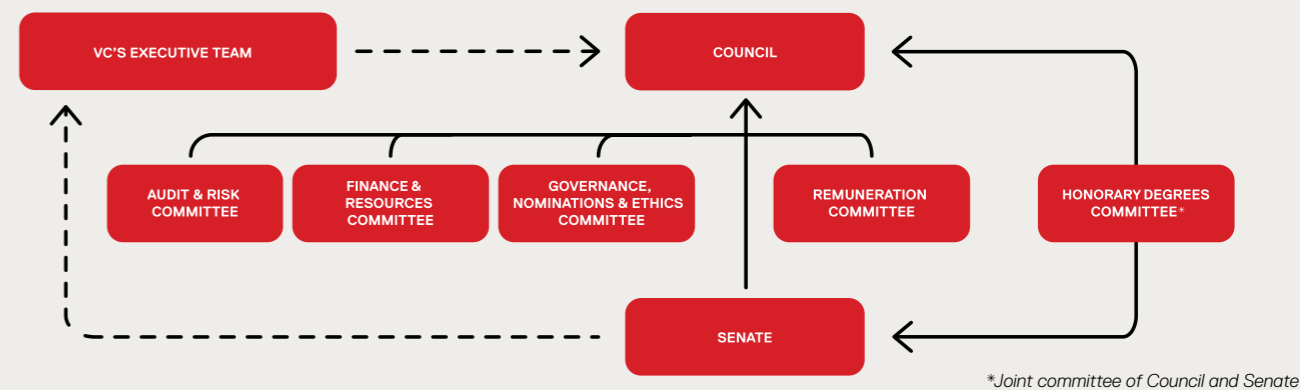 VC'S EXECUTIVE TEAM
COUNCIL
AUDIT & RISK
COMMITTEE
FINANCE &
RESOURCES
COMMITTEE
GOVERNANCE,
NOMINATIONS & ETHICS
COMMITTEE
REMUNERATION
COMMITTEE
HONORARY DEGREES
COMMITTEE*
SENATE
*Joint committee of Council and Senate